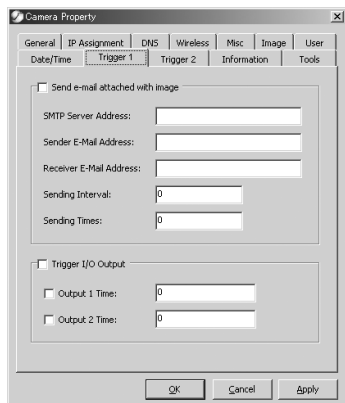 Camera Property
General IP Assignment DNS Wireless Misc Image User
Date/Time Trigger 1 Trigger 2 Information Tools
Send e-mail attached with image
SMTP Server Address:
Sender E-Mail Address:
Receiver E-Mail Address:
Sending Interval: 0
Sending Times: 0
Trigger I/O Output
Output 1 Time: 0
Output 2 Time: 0
OK Cancel Apply